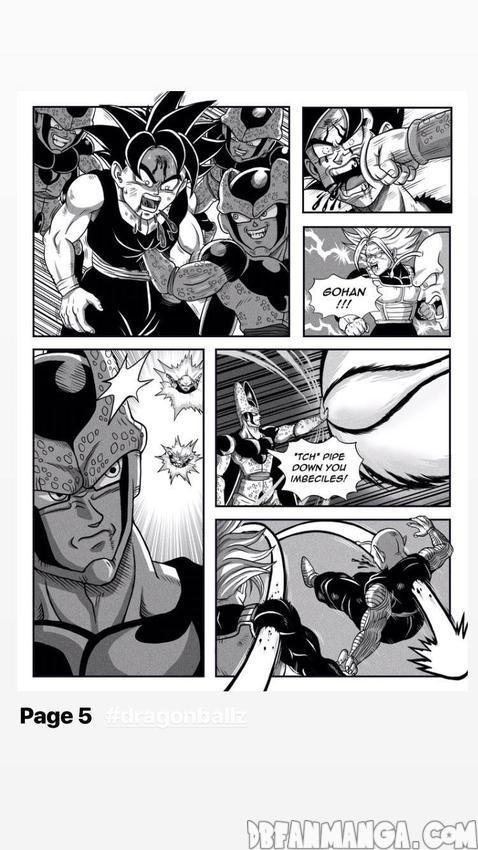 GOHAN
!!!
"TCH" PIPE
DOWN YOU
IMBECILES!
Page 5 #dragonballz
DBFANMANGA.COM